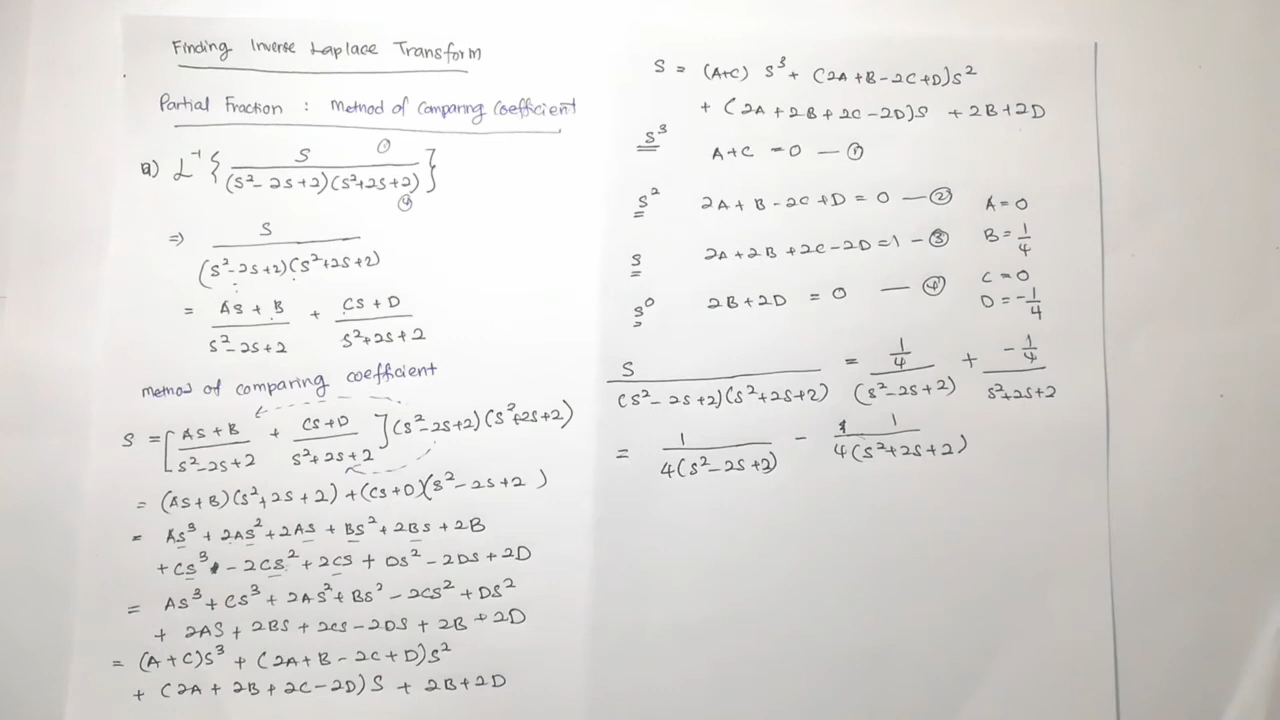 Finding Inverse Laplace Transform
Partial Fraction : Method of comparing Coefficient
a) L⁻¹ { S / (S²-2S+2)(S²+2S+2) } ① ④
=> S / (S²-2S+2)(S²+2S+2)
= AS+B / S²-2S+2 + CS+D / S²+2S+2
method of comparing coefficient
S = [ AS+B / S²-2S+2 + CS+D / S²+2S+2 ] (S²-2S+2)(S²+2S+2)
= (AS+B)(S²+2S+2) + (CS+D)(S²-2S+2)
= AS³ + 2AS² + 2AS + BS² + 2BS + 2B
+ CS³ - 2CS² + 2CS + DS² - 2DS + 2D
= AS³ + CS³ + 2AS² + BS² - 2CS² + DS²
+ 2AS + 2BS + 2CS - 2DS + 2B + 2D
= (A+C)S³ + (2A+B-2C+D)S²
+ (2A+2B+2C-2D)S + 2B+2D
S = (A+C) S³ + (2A+B-2C+D)S²
+ (2A+2B+2C-2D)S + 2B+2D
S³ A+C = 0 — ①
S² 2A+B-2C+D = 0 — ②
S 2A+2B+2C-2D = 1 — ③
S⁰ 2B+2D = 0 — ④
A = 0
B = 1/4
C = 0
D = -1/4
S / (S²-2S+2)(S²+2S+2) = 1/4 / (S²-2S+2) + -1/4 / S²+2S+2
= 1 / 4(S²-2S+2) - 1 / 4(S²+2S+2)